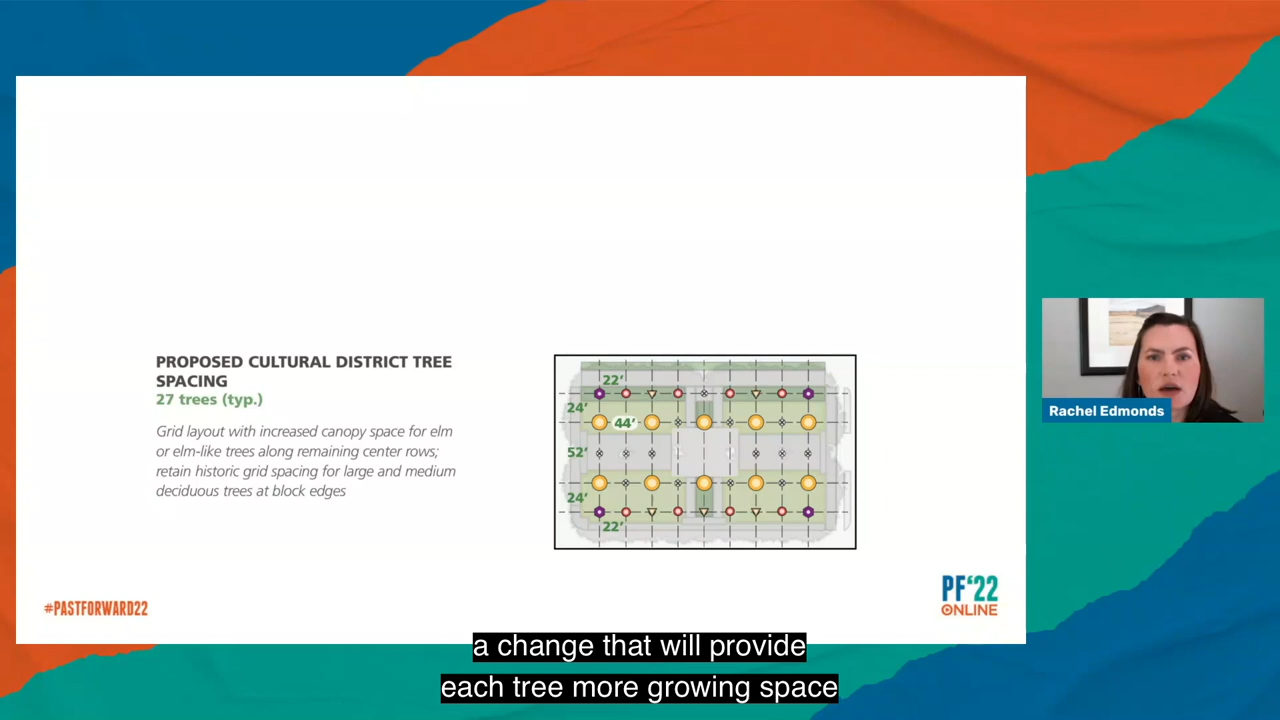 PROPOSED CULTURAL DISTRICT TREE
SPACING
27 trees (typ.)
Grid layout with increased canopy space for elm
or elm-like trees along remaining center rows;
retain historic grid spacing for large and medium
deciduous trees at block edges
22'
24'
44'
52'
24'
22'
Rachel Edmonds
#PASTFORWARD22
PF'22
ONLINE
a change that will provide
each tree more growing space